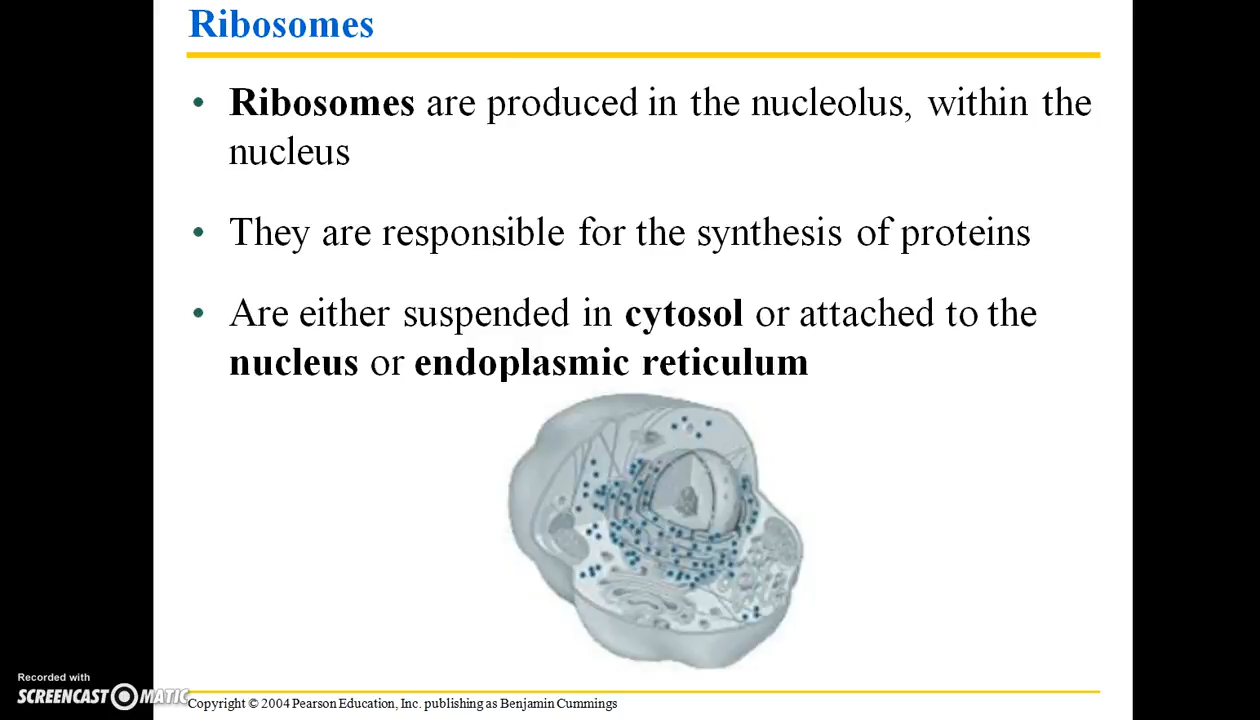 Ribosomes
• Ribosomes are produced in the nucleolus, within the
nucleus
• They are responsible for the synthesis of proteins
• Are either suspended in cytosol or attached to the
nucleus or endoplasmic reticulum
Recorded with
SCREENCAST MATIC
Copyright © 2004 Pearson Education, Inc. publishing as Benjamin Cummings